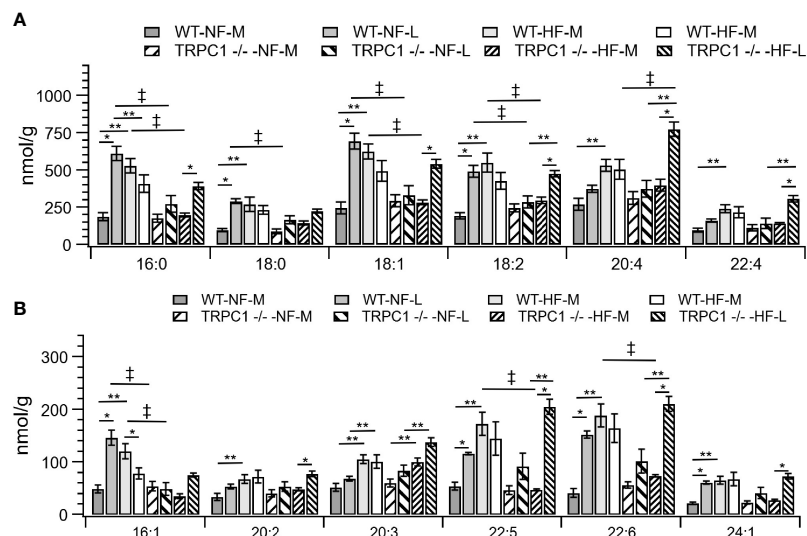 A
WT-NF-M WT-NF-L WT-HF-M WT-HF-M
TRPC1 -/- -NF-M TRPC1 -/- -NF-L TRPC1 -/- -HF-M TRPC1 -/- -HF-L
nmol/g
1000
750
500
250
0
‡ ‡ ‡ ‡ ‡ ‡ ‡ ‡
* ** ** * * ** * ** * * ** * ** ** * ** ** * **
16:0 18:0 18:1 18:2 20:4 22:4
B
WT-NF-M WT-NF-L WT-HF-M WT-HF-M
TRPC1 -/- -NF-M TRPC1 -/- -NF-L TRPC1 -/- -HF-M TRPC1 -/- -HF-L
nmol/g
300
200
100
0
‡ ‡ ‡ ‡
* ** * ** * ** ** ** ** * ** * ** * ** * ** * ** *
16:1 20:2 20:3 22:5 22:6 24:1